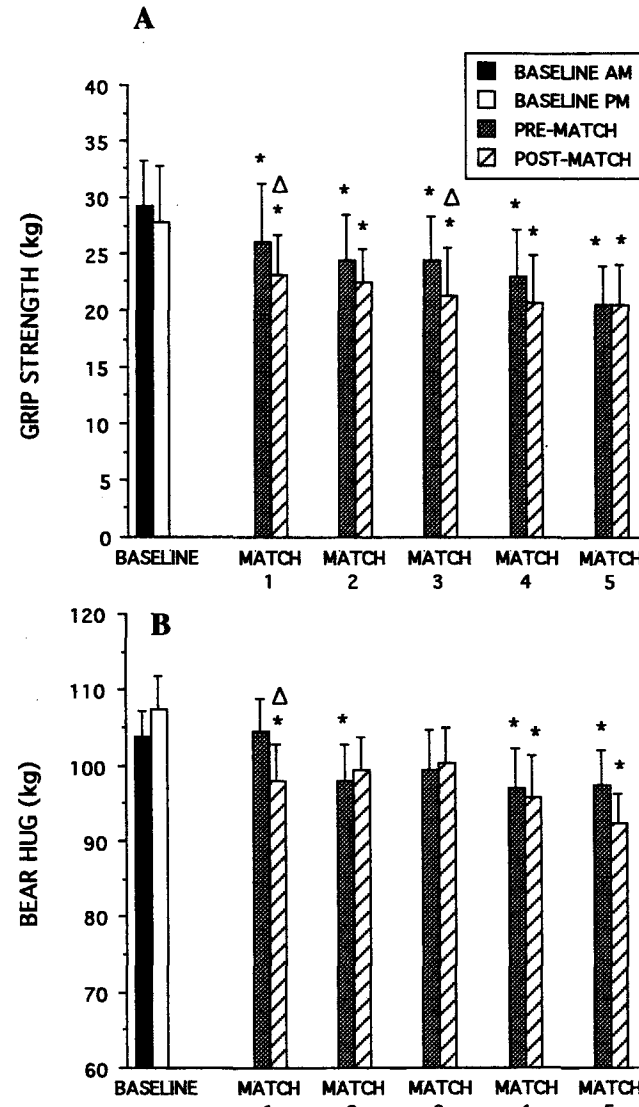 A
BASELINE AM
BASELINE PM
PRE-MATCH
POST-MATCH
GRIP STRENGTH (kg)
40
35
30
25
20
15
10
5
0
* * Δ * * * * Δ * * * * *
BASELINE MATCH MATCH MATCH MATCH MATCH
1 2 3 4 5
B
BEAR HUG (kg)
120
110
100
90
80
70
60
* Δ * * * * *
BASELINE MATCH MATCH MATCH MATCH MATCH